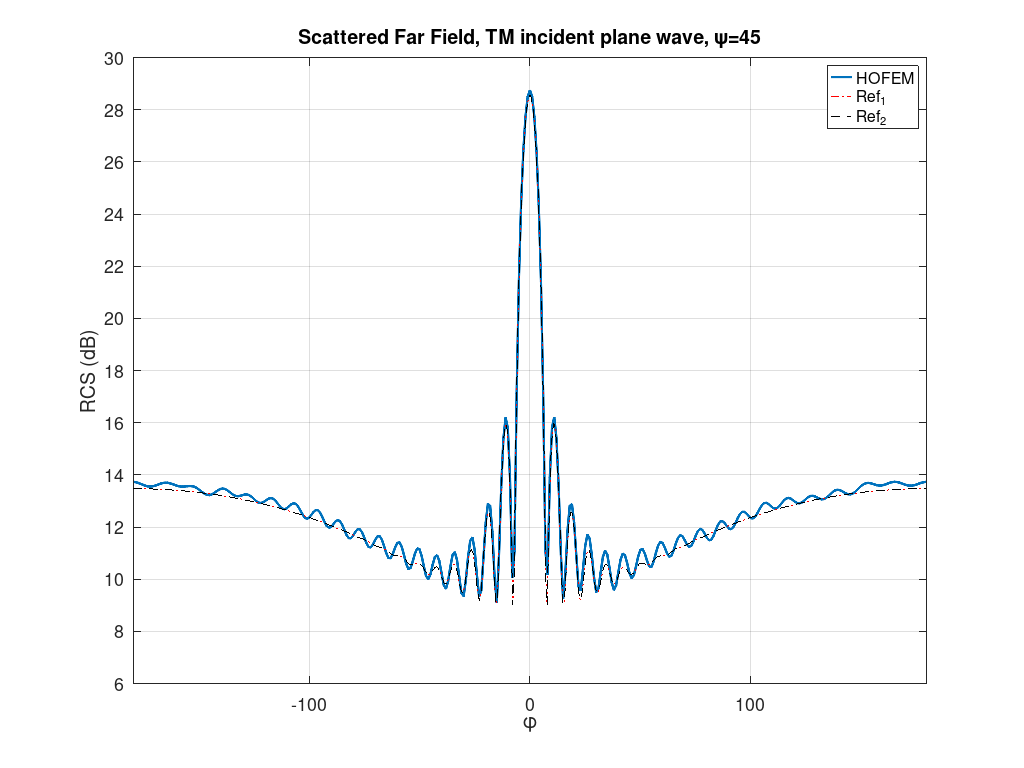 Scattered Far Field, TM incident plane wave, ψ=45
HOFEM
Ref₁
Ref₂
RCS (dB)
30
28
26
24
22
20
18
16
14
12
10
8
6
-100
0
100
φ